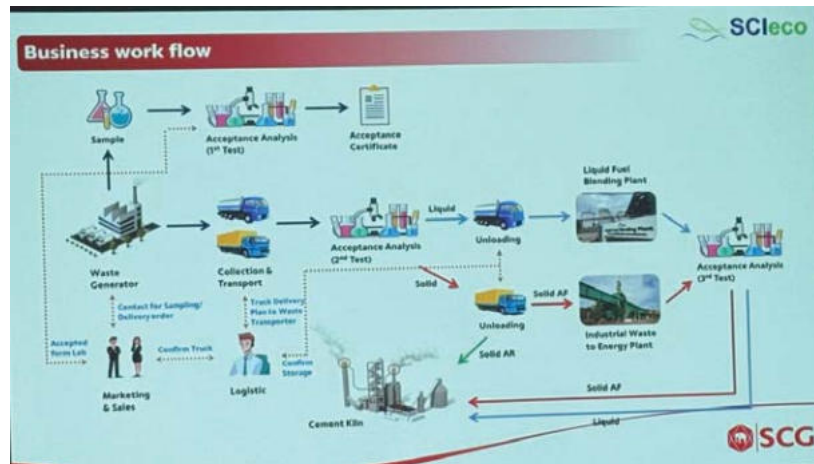 Business work flow
SCIeco
Sample
Acceptance Analysis
(1st Test)
Acceptance
Certificate
Liquid Fuel
Blending Plant
Waste
Generator
Collection &
Transport
Acceptance Analysis
(2nd Test)
Liquid
Unloading
Acceptance Analysis
(3rd Test)
Solid
Unloading
Solid AF
Industrial Waste
to Energy Plant
Contact for Sampling/
Delivery order
Truck Delivery
Plan to Waste
Transporter
Accepted
form Lab
Confirm Truck
Confirm
Storage
Solid AR
Marketing
& Sales
Logistic
Cement Kiln
Solid AF
Liquid
SCG